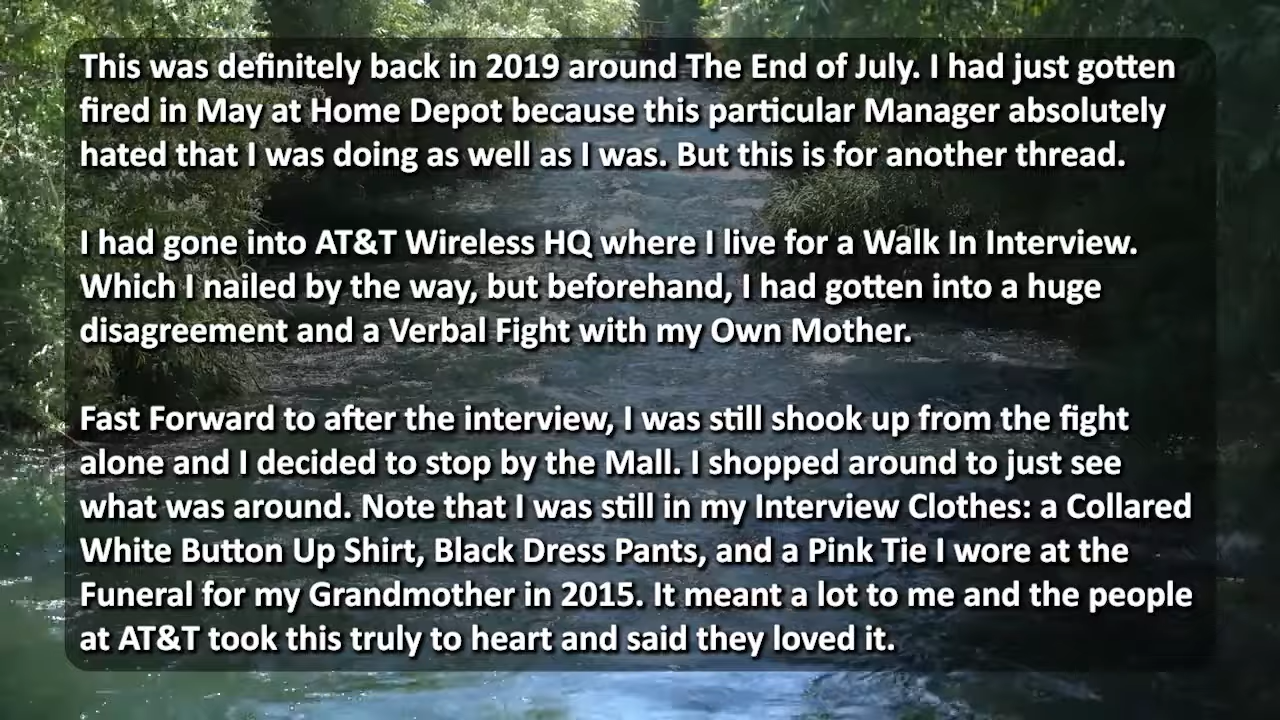 This was definitely back in 2019 around The End of July. I had just gotten
fired in May at Home Depot because this particular Manager absolutely
hated that I was doing as well as I was. But this is for another thread.
I had gone into AT&T Wireless HQ where I live for a Walk In Interview.
Which I nailed by the way, but beforehand, I had gotten into a huge
disagreement and a Verbal Fight with my Own Mother.
Fast Forward to after the interview, I was still shook up from the fight
alone and I decided to stop by the Mall. I shopped around to just see
what was around. Note that I was still in my Interview Clothes: a Collared
White Button Up Shirt, Black Dress Pants, and a Pink Tie I wore at the
Funeral for my Grandmother in 2015. It meant a lot to me and the people
at AT&T took this truly to heart and said they loved it.